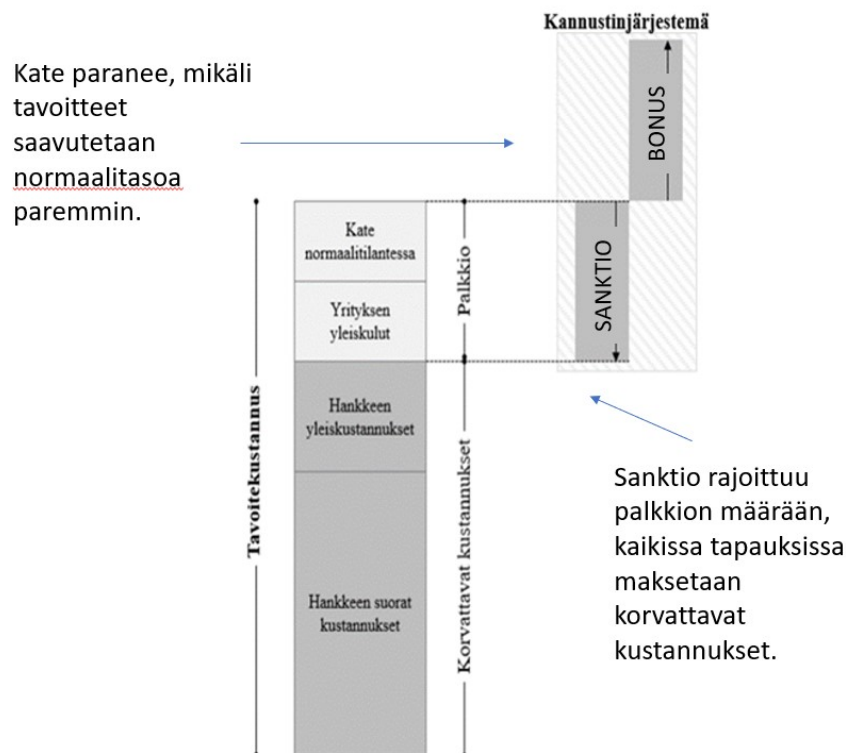 Kannustinjärjestemä
Kate paranee, mikäli
tavoitteet
saavutetaan
normaalitasoa
paremmin.
BONUS
SANKTIO
Kate
normaalitilantessa
Yrityksen
yleiskulut
Palkkio
Hankkeen
yleiskustannukset
Hankkeen suorat
kustannukset
Tavoitekustannus
Korvattavat kustannukset
Sanktio rajoittuu
palkkion määrään,
kaikissa tapauksissa
maksetaan
korvattavat
kustannukset.